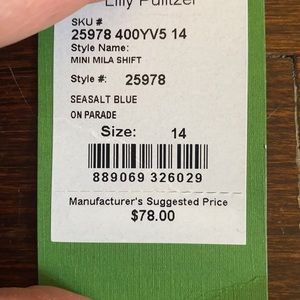 Lilly Pulitzer
SKU #
25978 400YV5 14
Style Name:
MINI MILA SHIFT
Style #: 25978
SEASALT BLUE
ON PARADE
Size: 14
889069 326029
Manufacturer's Suggested Price
$78.00